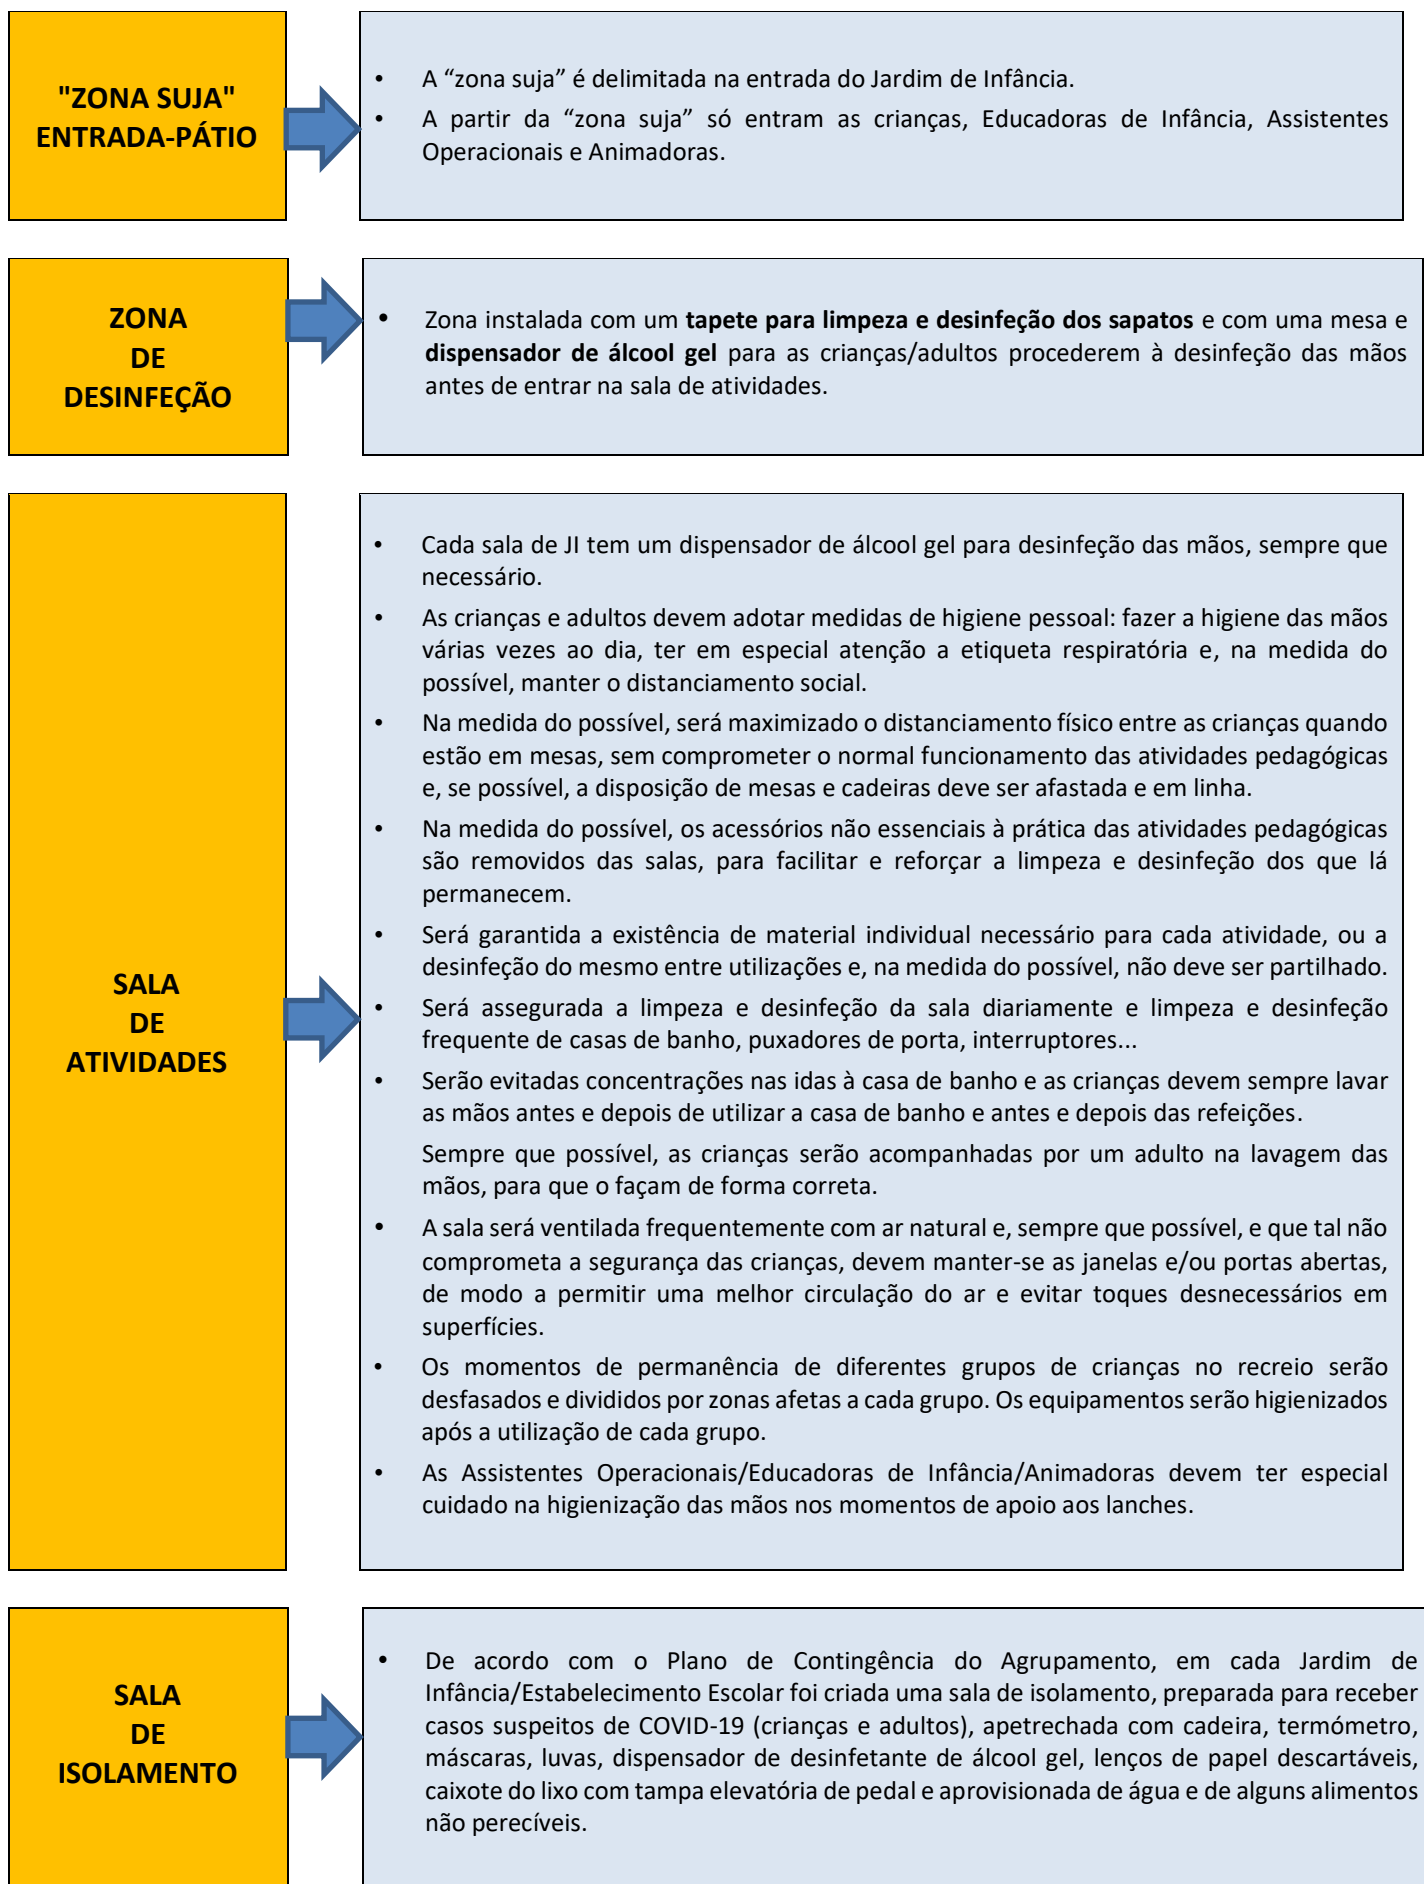 "ZONA SUJA"
ENTRADA-PÁTIO
• A “zona suja” é delimitada na entrada do Jardim de Infância.
• A partir da “zona suja” só entram as crianças, Educadoras de Infância, Assistentes
Operacionais e Animadoras.
ZONA
DE
DESINFEÇÃO
• Zona instalada com um tapete para limpeza e desinfeção dos sapatos e com uma mesa e
dispensador de álcool gel para as crianças/adultos procederem à desinfeção das mãos
antes de entrar na sala de atividades.
SALA
DE
ATIVIDADES
• Cada sala de JI tem um dispensador de álcool gel para desinfeção das mãos, sempre que
necessário.
• As crianças e adultos devem adotar medidas de higiene pessoal: fazer a higiene das mãos
várias vezes ao dia, ter em especial atenção a etiqueta respiratória e, na medida do
possível, manter o distanciamento social.
• Na medida do possível, será maximizado o distanciamento físico entre as crianças quando
estão em mesas, sem comprometer o normal funcionamento das atividades pedagógicas
e, se possível, a disposição de mesas e cadeiras deve ser afastada e em linha.
• Na medida do possível, os acessórios não essenciais à prática das atividades pedagógicas
são removidos das salas, para facilitar e reforçar a limpeza e desinfeção dos que lá
permanecem.
• Será garantida a existência de material individual necessário para cada atividade, ou a
desinfeção do mesmo entre utilizações e, na medida do possível, não deve ser partilhado.
• Será assegurada a limpeza e desinfeção da sala diariamente e limpeza e desinfeção
frequente de casas de banho, puxadores de porta, interruptores...
• Serão evitadas concentrações nas idas à casa de banho e as crianças devem sempre lavar
as mãos antes e depois de utilizar a casa de banho e antes e depois das refeições.
Sempre que possível, as crianças serão acompanhadas por um adulto na lavagem das
mãos, para que o façam de forma correta.
• A sala será ventilada frequentemente com ar natural e, sempre que possível, e que tal não
comprometa a segurança das crianças, devem manter-se as janelas e/ou portas abertas,
de modo a permitir uma melhor circulação do ar e evitar toques desnecessários em
superfícies.
• Os momentos de permanência de diferentes grupos de crianças no recreio serão
desfasados e divididos por zonas afetas a cada grupo. Os equipamentos serão higienizados
após a utilização de cada grupo.
• As Assistentes Operacionais/Educadoras de Infância/Animadoras devem ter especial
cuidado na higienização das mãos nos momentos de apoio aos lanches.
SALA
DE
ISOLAMENTO
• De acordo com o Plano de Contingência do Agrupamento, em cada Jardim de
Infância/Estabelecimento Escolar foi criada uma sala de isolamento, preparada para receber
casos suspeitos de COVID-19 (crianças e adultos), apetrechada com cadeira, termómetro,
máscaras, luvas, dispensador de desinfetante de álcool gel, lenços de papel descartáveis,
caixote do lixo com tampa elevatória de pedal e aprovisionada de água e de alguns alimentos
não perecíveis.